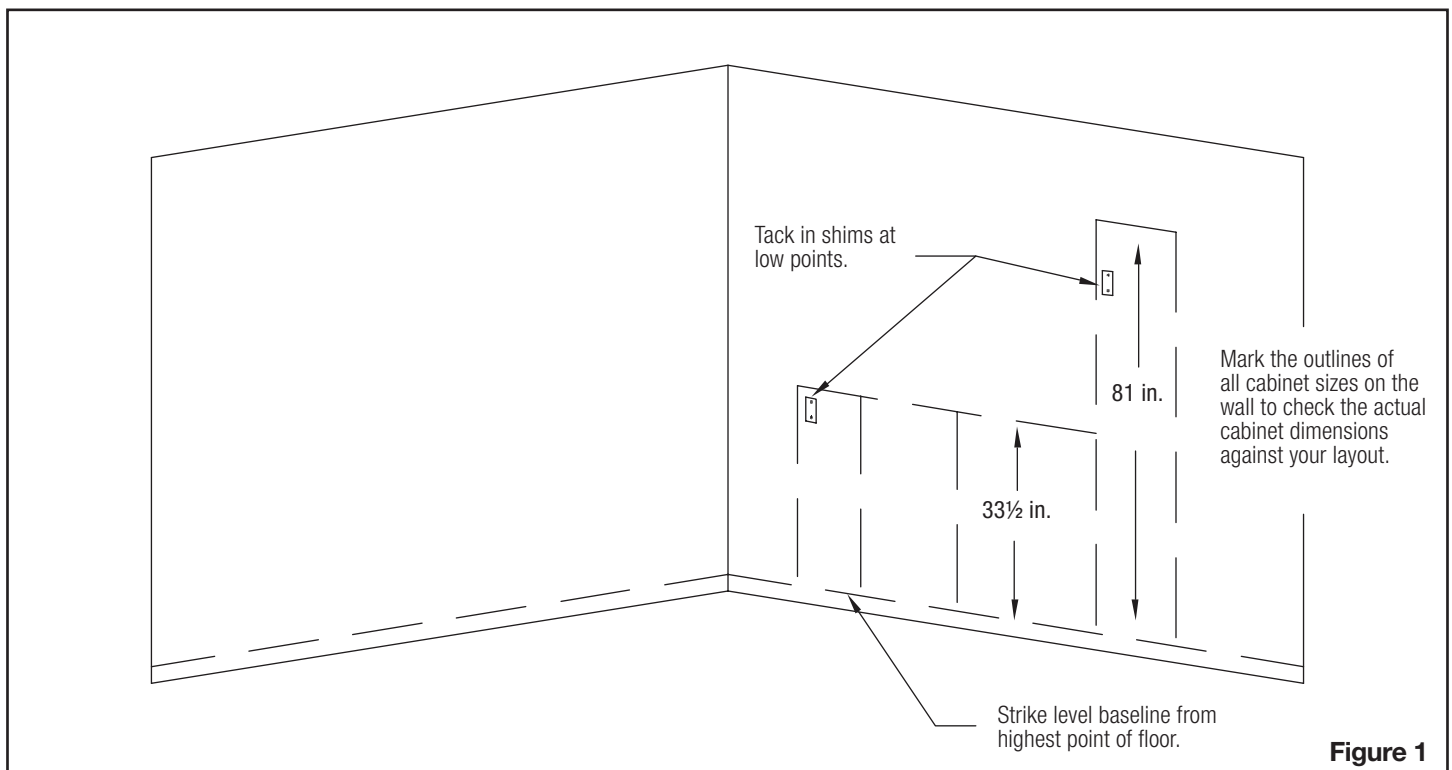 Tack in shims at
low points.
81 in.
Mark the outlines of
all cabinet sizes on the
wall to check the actual
cabinet dimensions
against your layout.
33½ in.
Strike level baseline from
highest point of floor.
Figure 1